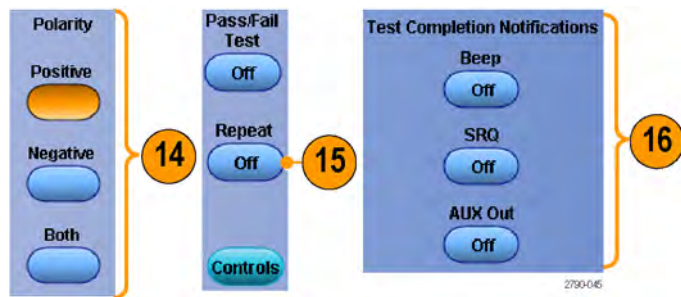 Polarity
Positive
Negative
Both
14
Pass/Fail
Test
Off
Repeat
Off
Controls
15
Test Completion Notifications
Beep
Off
SRQ
Off
AUX Out
Off
16
2790-045